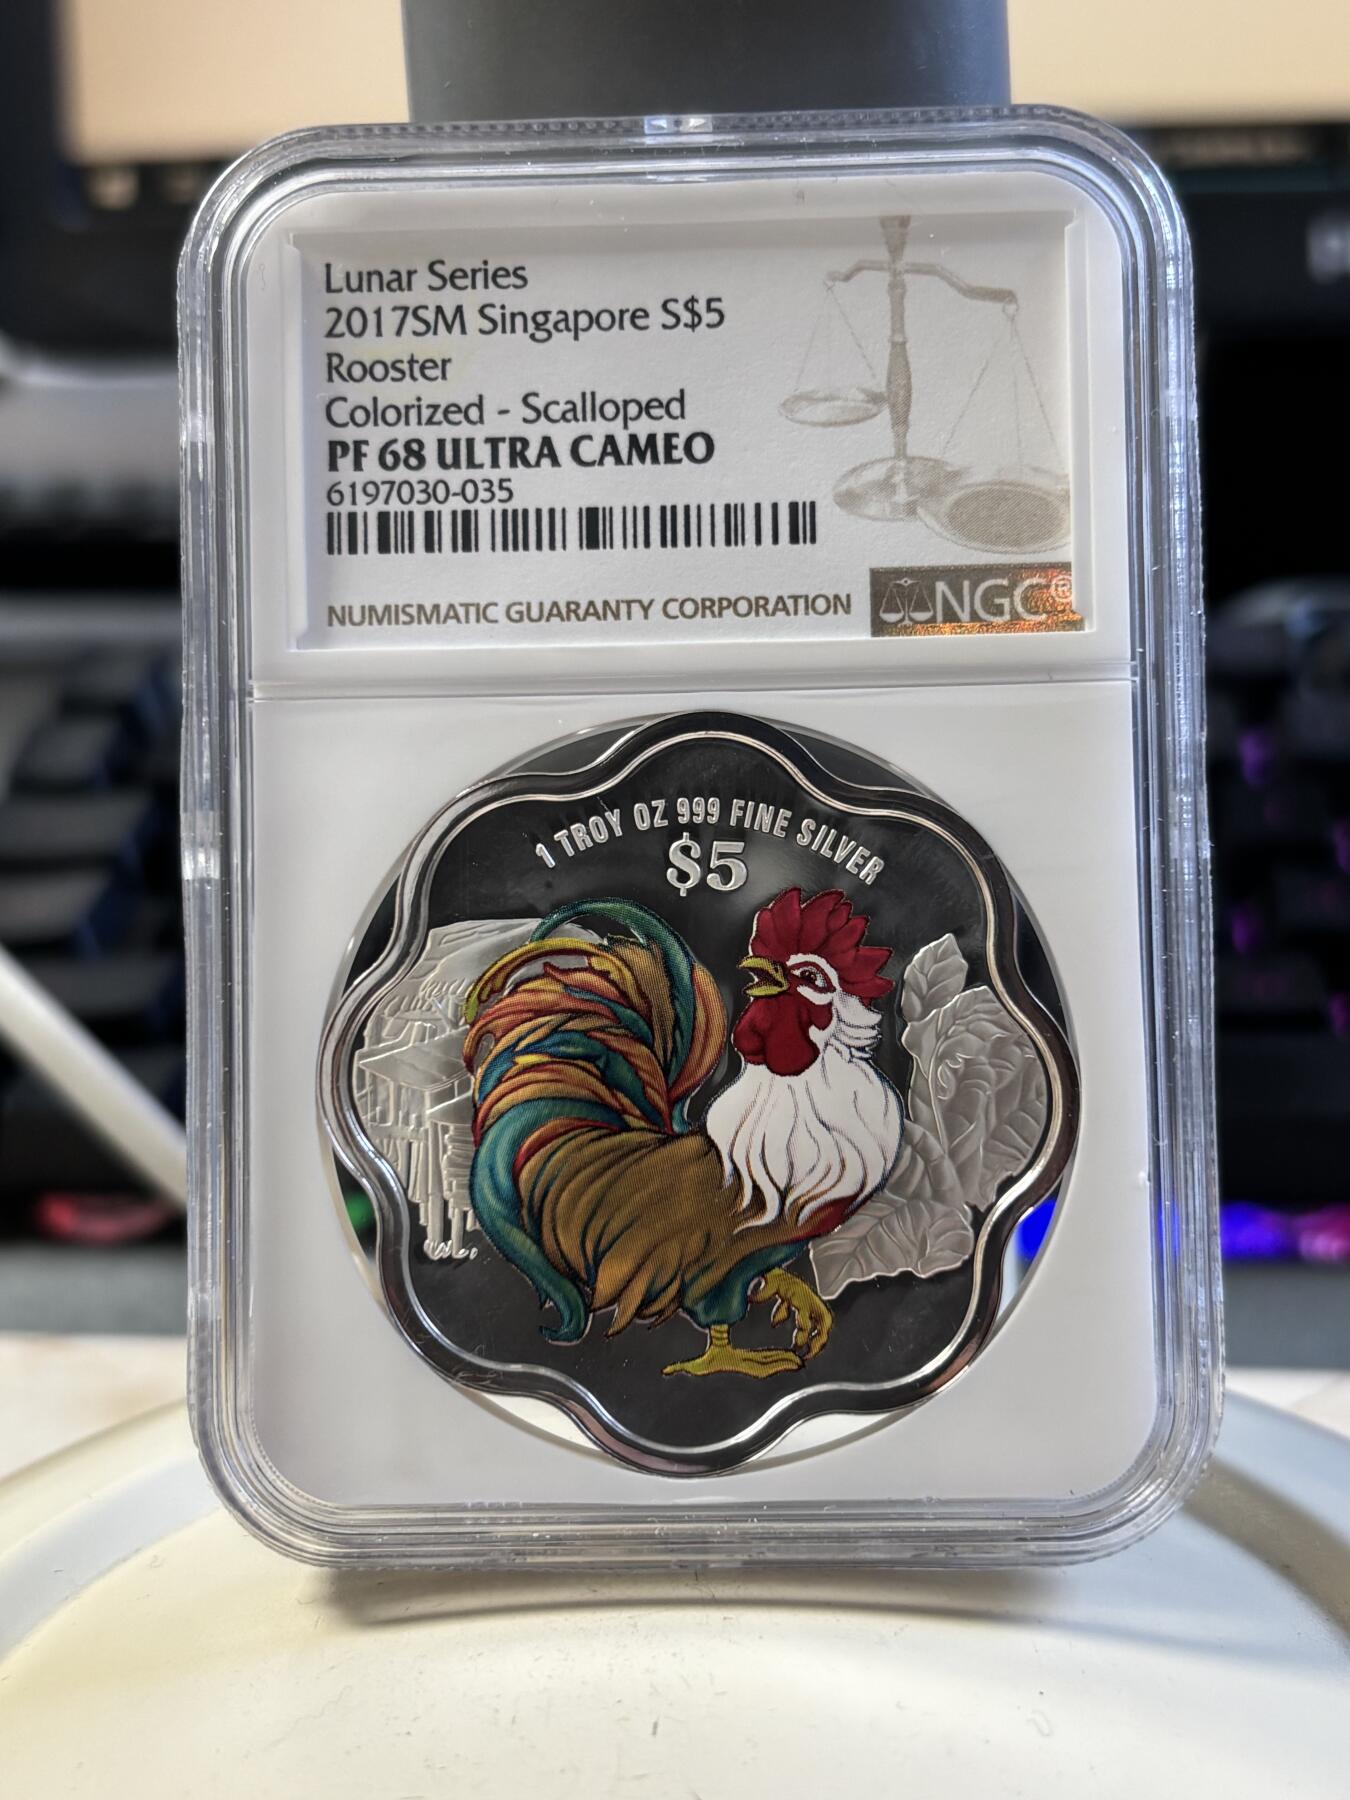 Lunar Series
2017SM Singapore S$5
Rooster
Colorized - Scalloped
PF 68 ULTRA CAMEO
6197030-035
NUMISMATIC GUARANTY CORPORATION
NGC®
1 TROY OZ 999 FINE SILVER
$5